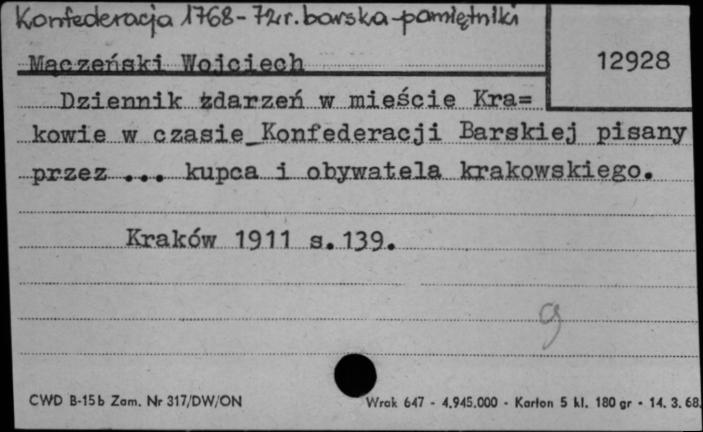 Konfederacja 1768-72r. barska-pamiętniki
Mączeński Wojciech
12928
Dziennik zdarzeń w mieście Kra=
kowie w czasie Konfederacji Barskiej pisany
przez ... kupca i obywatela krakowskiego.
Kraków 1911 s.139.
g
CWD B-15b Zam. Nr 317/DW/ON
Wrak 647 - 4.945.000 - Karton 5 kl. 180 gr - 14. 3. 68.